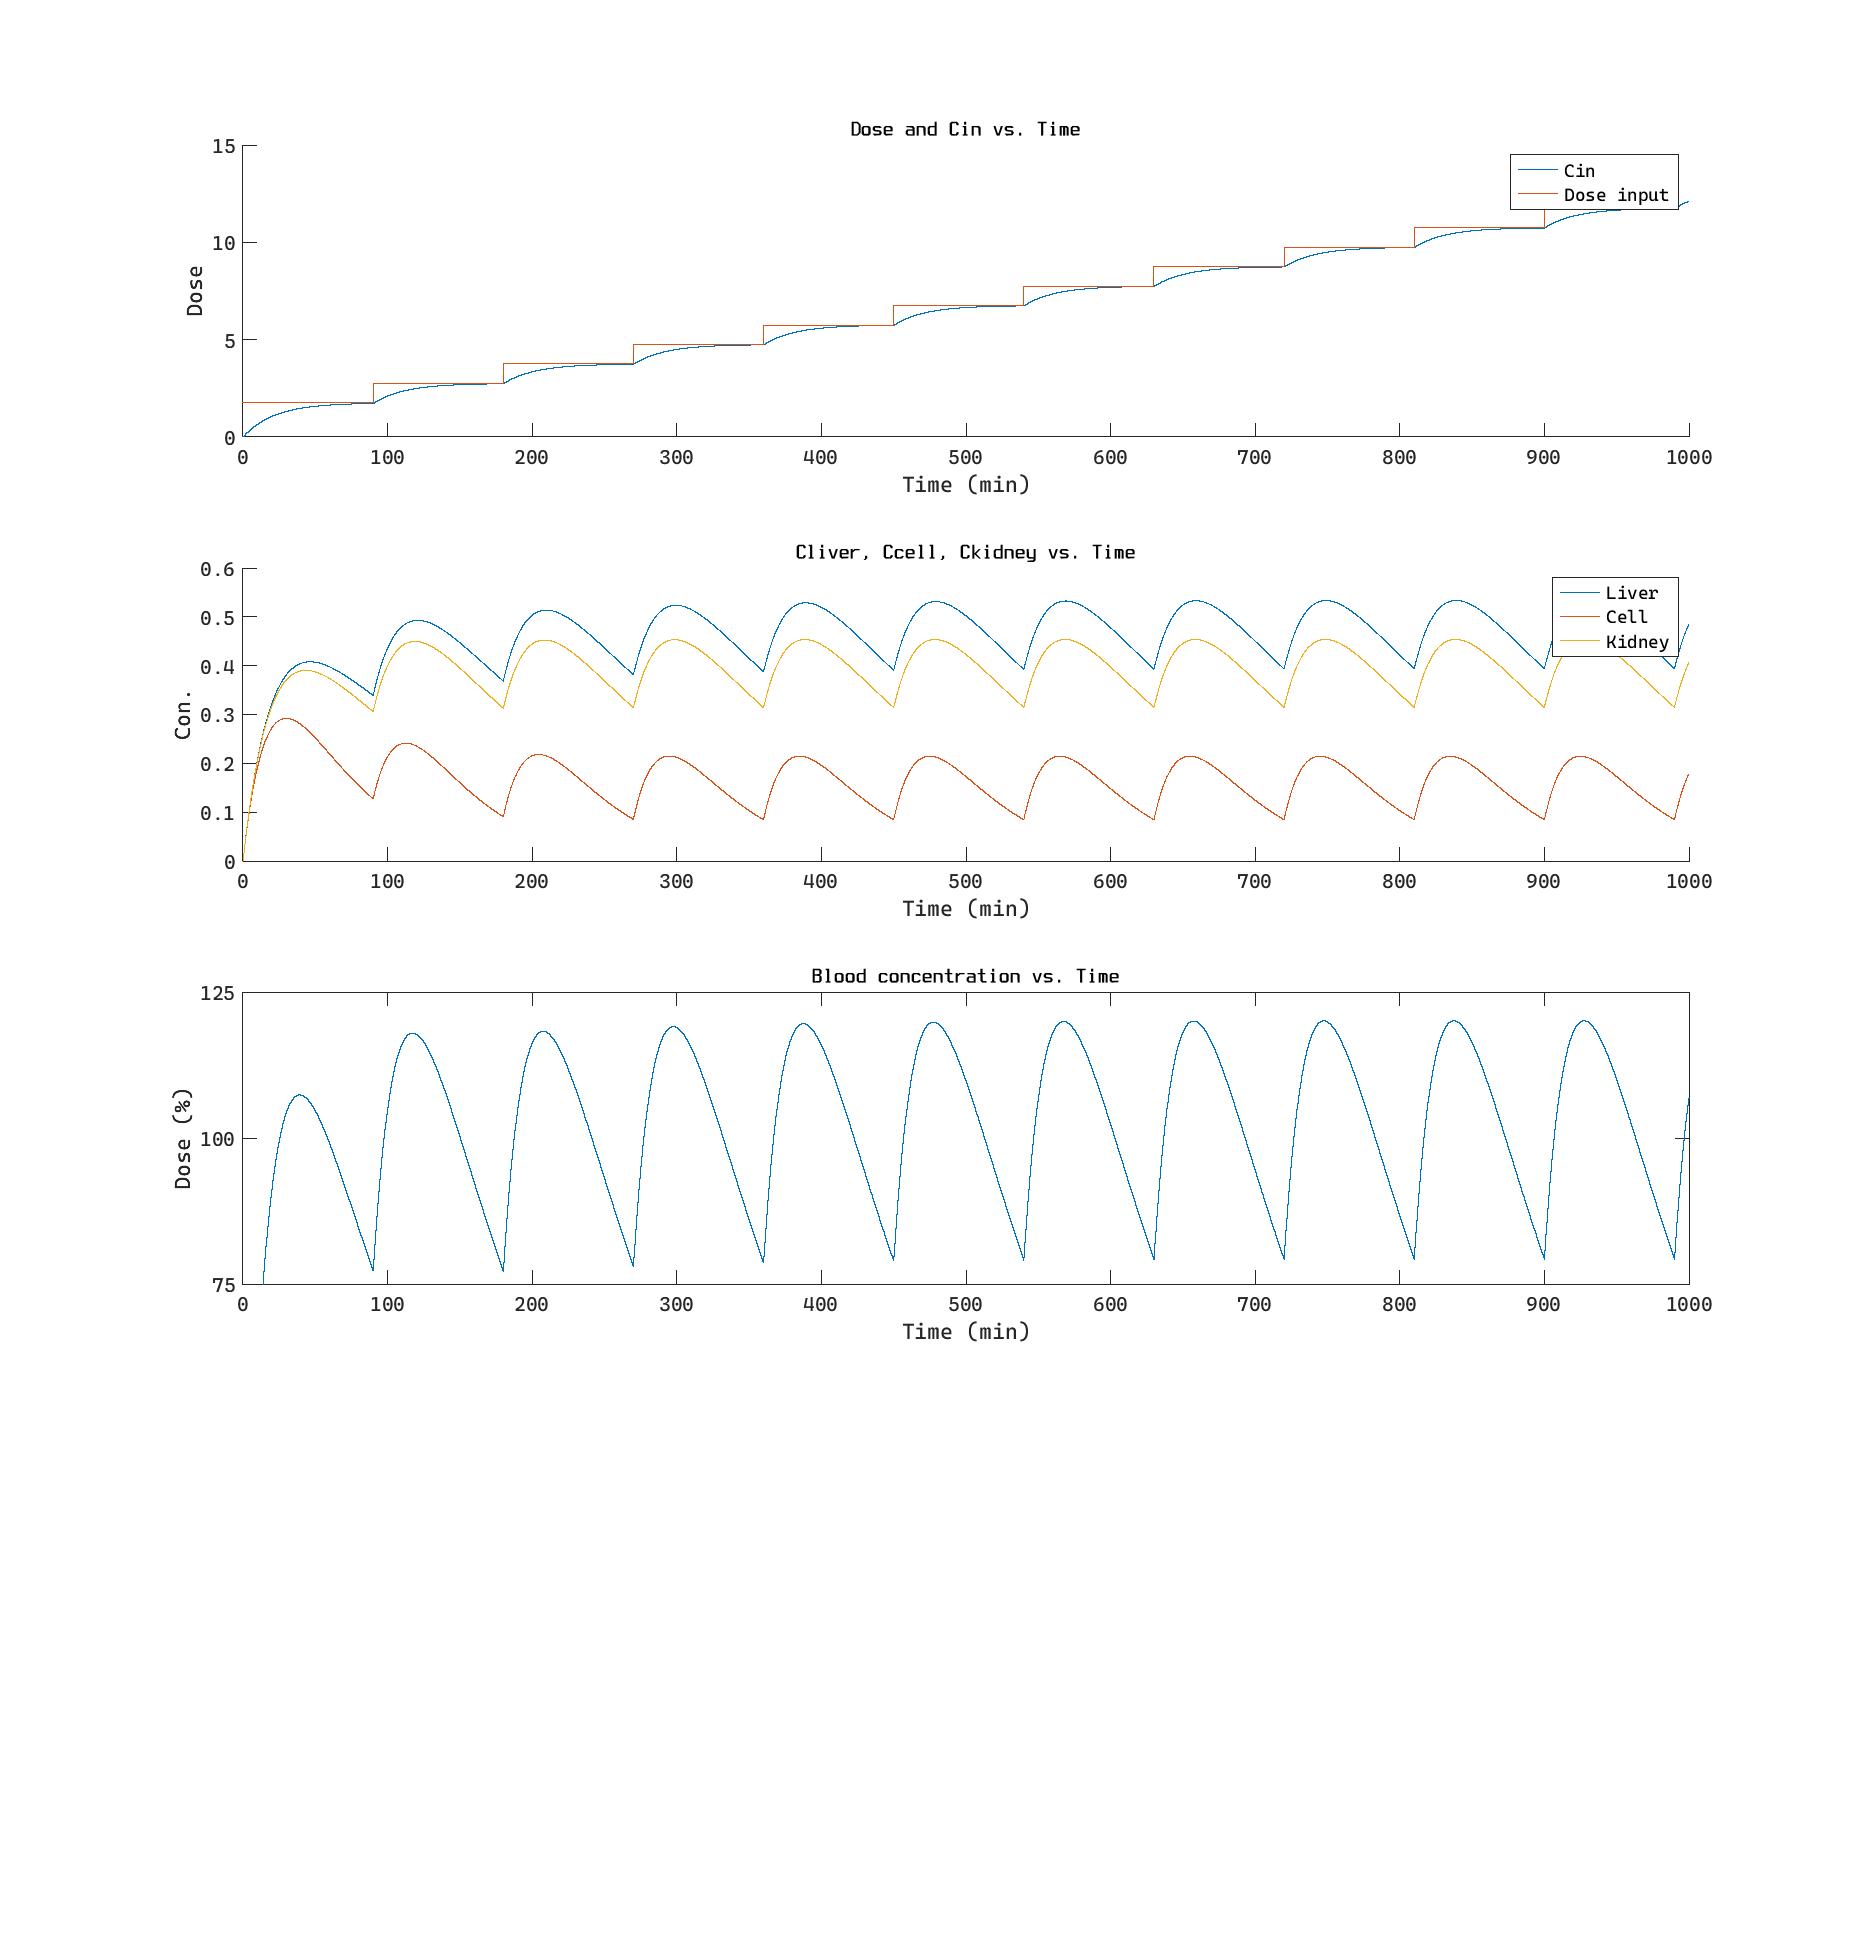 Dose and Cin vs. Time
15
10
5
0
Dose
Cin
Dose input
0 100 200 300 400 500 600 700 800 900 1000
Time (min)
Cliver, Ccell, Ckidney vs. Time
0.6
0.5
0.4
0.3
0.2
0.1
0
Con.
Liver
Cell
Kidney
0 100 200 300 400 500 600 700 800 900 1000
Time (min)
Blood concentration vs. Time
125
100
75
Dose (%)
0 100 200 300 400 500 600 700 800 900 1000
Time (min)